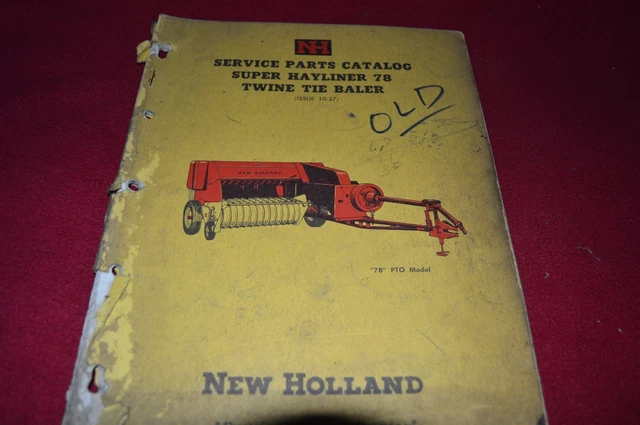 NH
SERVICE PARTS CATALOG
SUPER HAYLINER 78
TWINE TIE BALER
(ISSUE 10-57)
OLD
NEW HOLLAND
"78" PTO Model
NEW HOLLAND